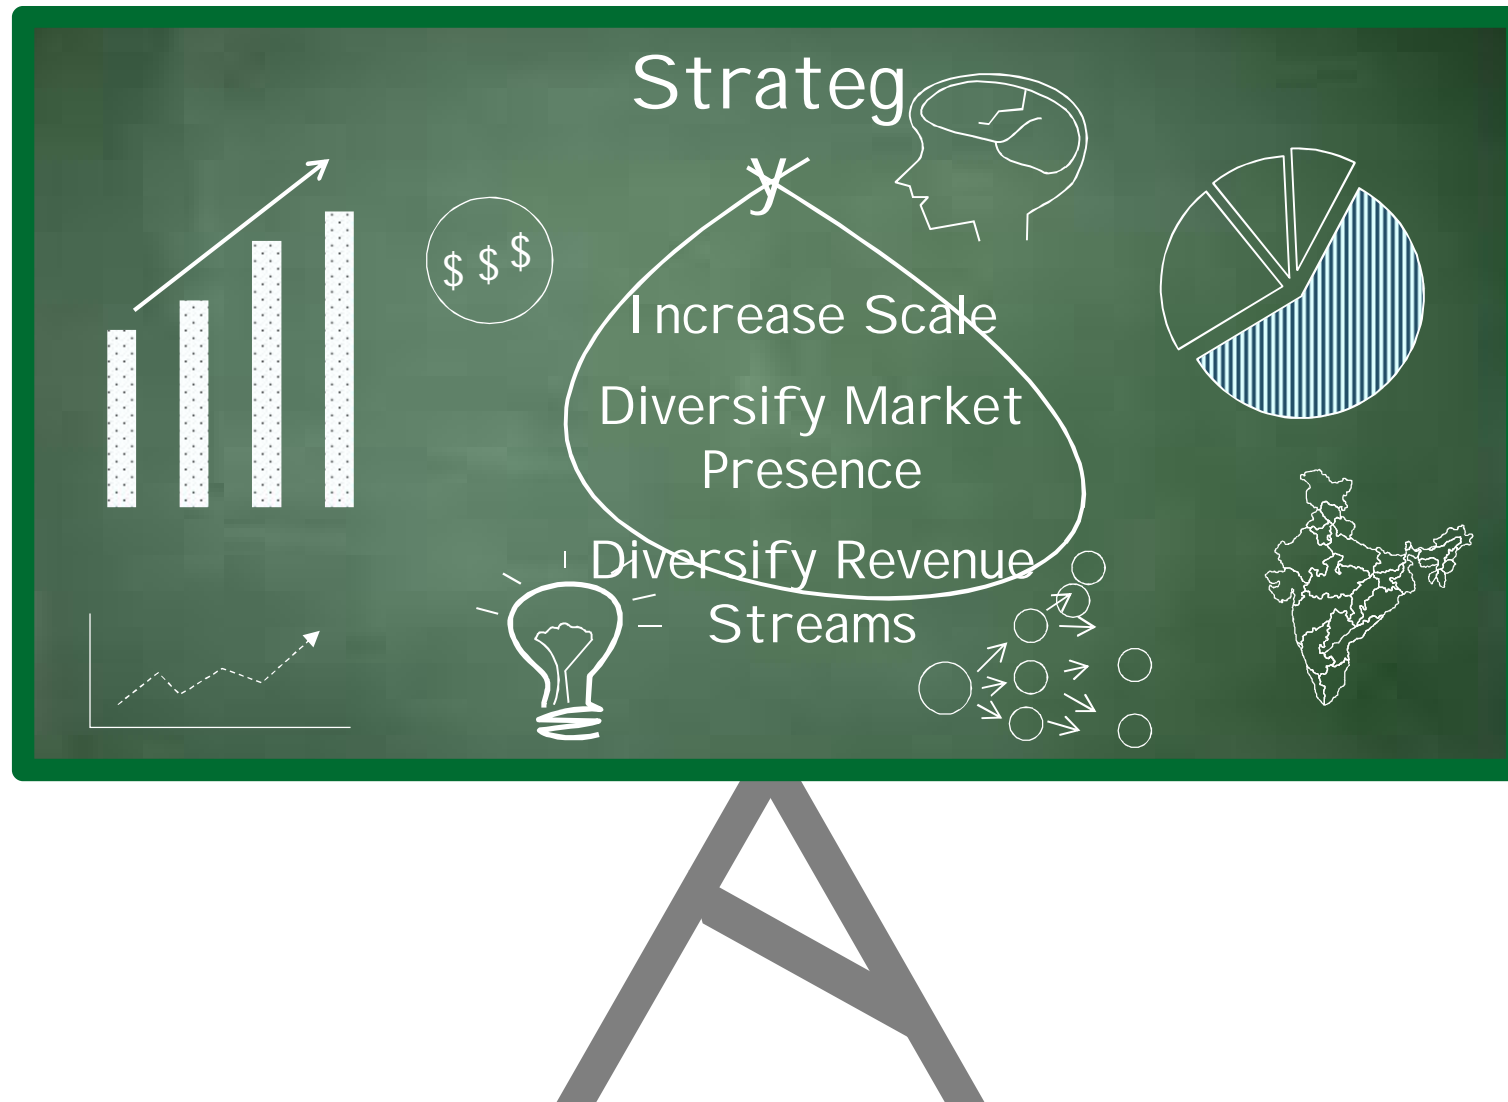 Strateg
y
$ $ $
Increase Scale
Diversify Market
Presence
Diversify Revenue
Streams